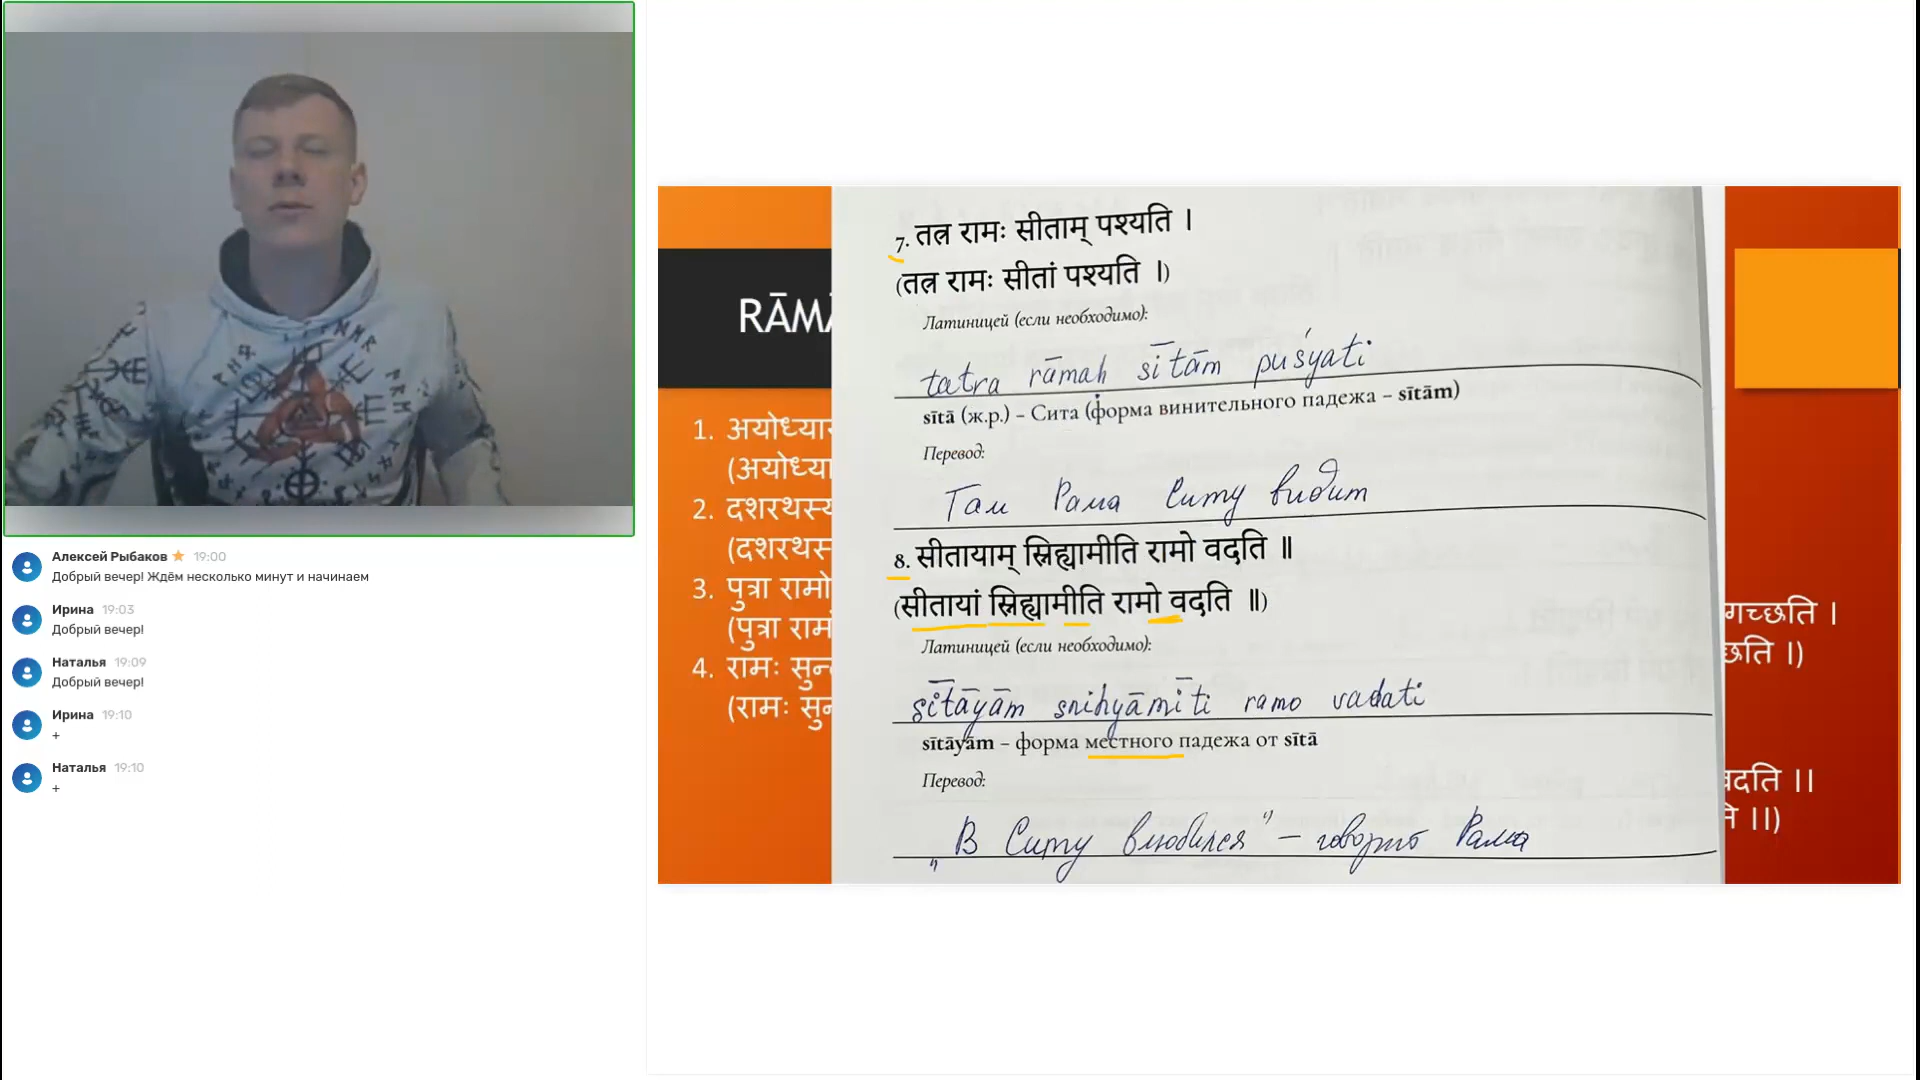 Алексей Рыбаков 19:00
Добрый вечер! Ждём несколько минут и начинаем
Ирина 19:03
Добрый вечер!
Наталья 19:09
Добрый вечер!
Ирина 19:10
+
Наталья 19:10
+
RĀMĀ
1. अयोध्याय
(अयोध्या
2. दशरथस्य
(दशरथस्
3. पुत्रा रामो
(पुत्रा राम
4. रामः सुन्
(रामः सुन्
7. तत्र रामः सीताम् पश्यति ।
(तत्र रामः सीतां पश्यति ।)
Латиницей (если необходимо):
tatra rāmaḥ sītām puśyati
sītā (ж.р.) – Сита (форма винительного падежа – sītām)
Перевод:
Там Рама Ситу видит
8. सीतायाम् स्निह्यामीति रामो वदति ॥
(सीतायां स्निह्यामीति रामो वदति ॥)
Латиницей (если необходимо):
sītāyām snihyāmīti ramo vadati
sītāyām – форма местного падежа от sītā
Перевод:
„В Ситу влюбился" – говорит Рама
गच्छति ।
छति ।)
वदति ।।
ति ।।)